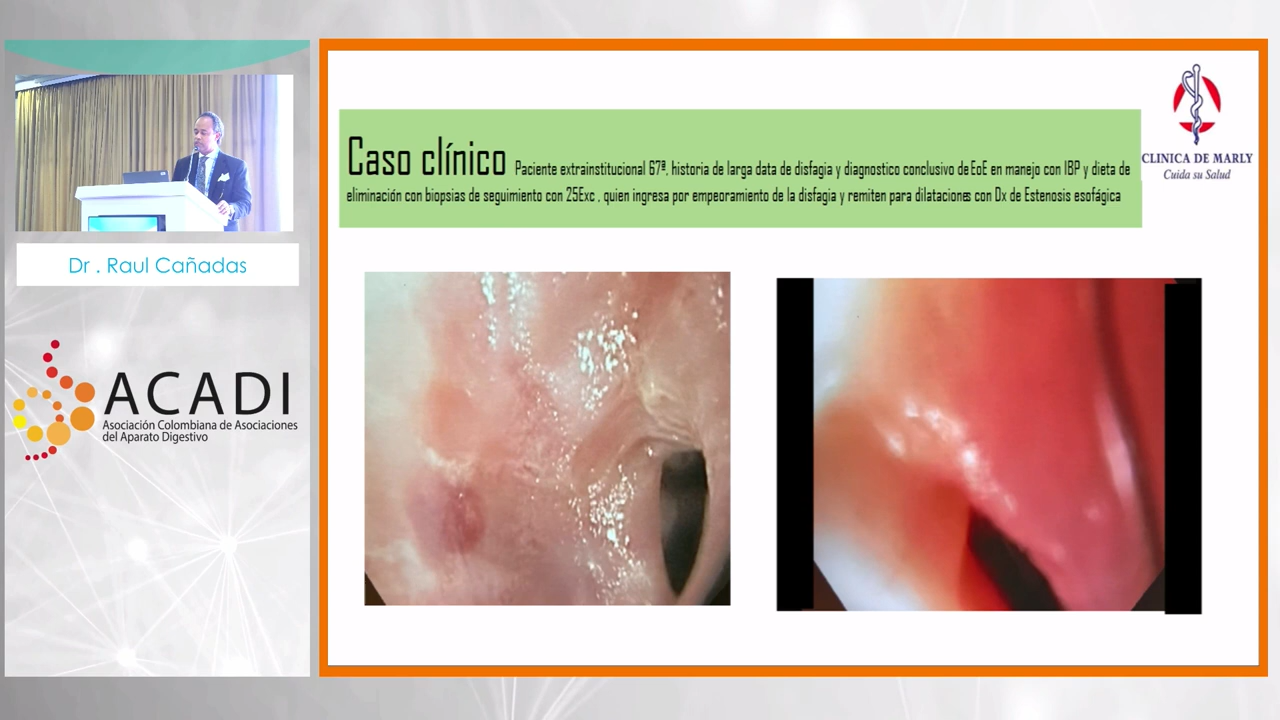 Dr . Raul Cañadas
ACADI
Asociación Colombiana de Asociaciones
del Aparato Digestivo
Caso clínico Paciente extrainstitucional 67ª, historia de larga data de disfagia y diagnostico conclusivo de EoE en manejo con IBP y dieta de
eliminación con biopsias de seguimiento con 25Exc , quien ingresa por empeoramiento de la disfagia y remiten para dilataciones con Dx de Estenosis esofágica
CLINICA DE MARLY
Cuida su Salud